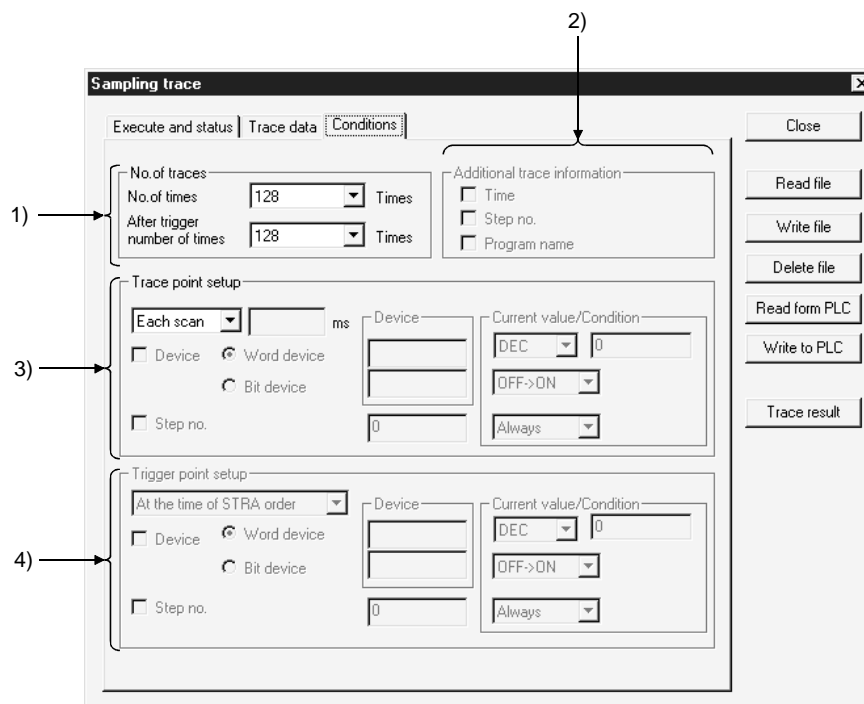 2)
Sampling trace
Execute and status Trace data Conditions
Close
No.of traces
No.of times 128 Times
After trigger
number of times 128 Times
1)
Additional trace information
Time
Step no.
Program name
Read file
Write file
Delete file
Read form PLC
Write to PLC
Trace result
Trace point setup
Each scan ms
Device Word device
Bit device
Step no.
Device
0
Current value/Condition
DEC 0
OFF->ON
Always
3)
Trigger point setup
At the time of STRA order
Device Word device
Bit device
Step no.
Device
0
Current value/Condition
DEC 0
OFF->ON
Always
4)